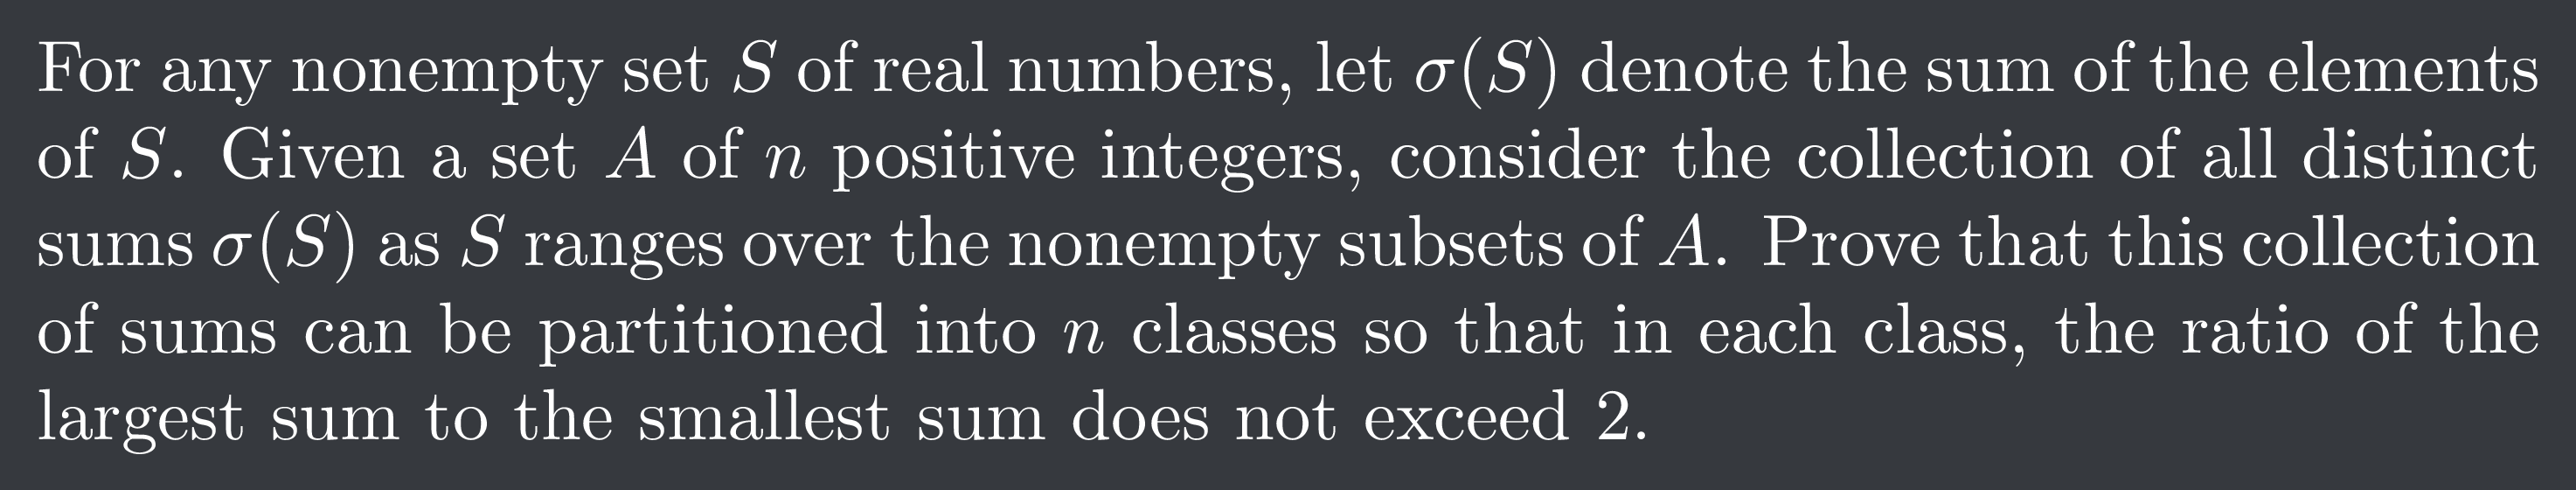 For any nonempty set S of real numbers, let σ(S) denote the sum of the elements
of S. Given a set A of n positive integers, consider the collection of all distinct
sums σ(S) as S ranges over the nonempty subsets of A. Prove that this collection
of sums can be partitioned into n classes so that in each class, the ratio of the
largest sum to the smallest sum does not exceed 2.